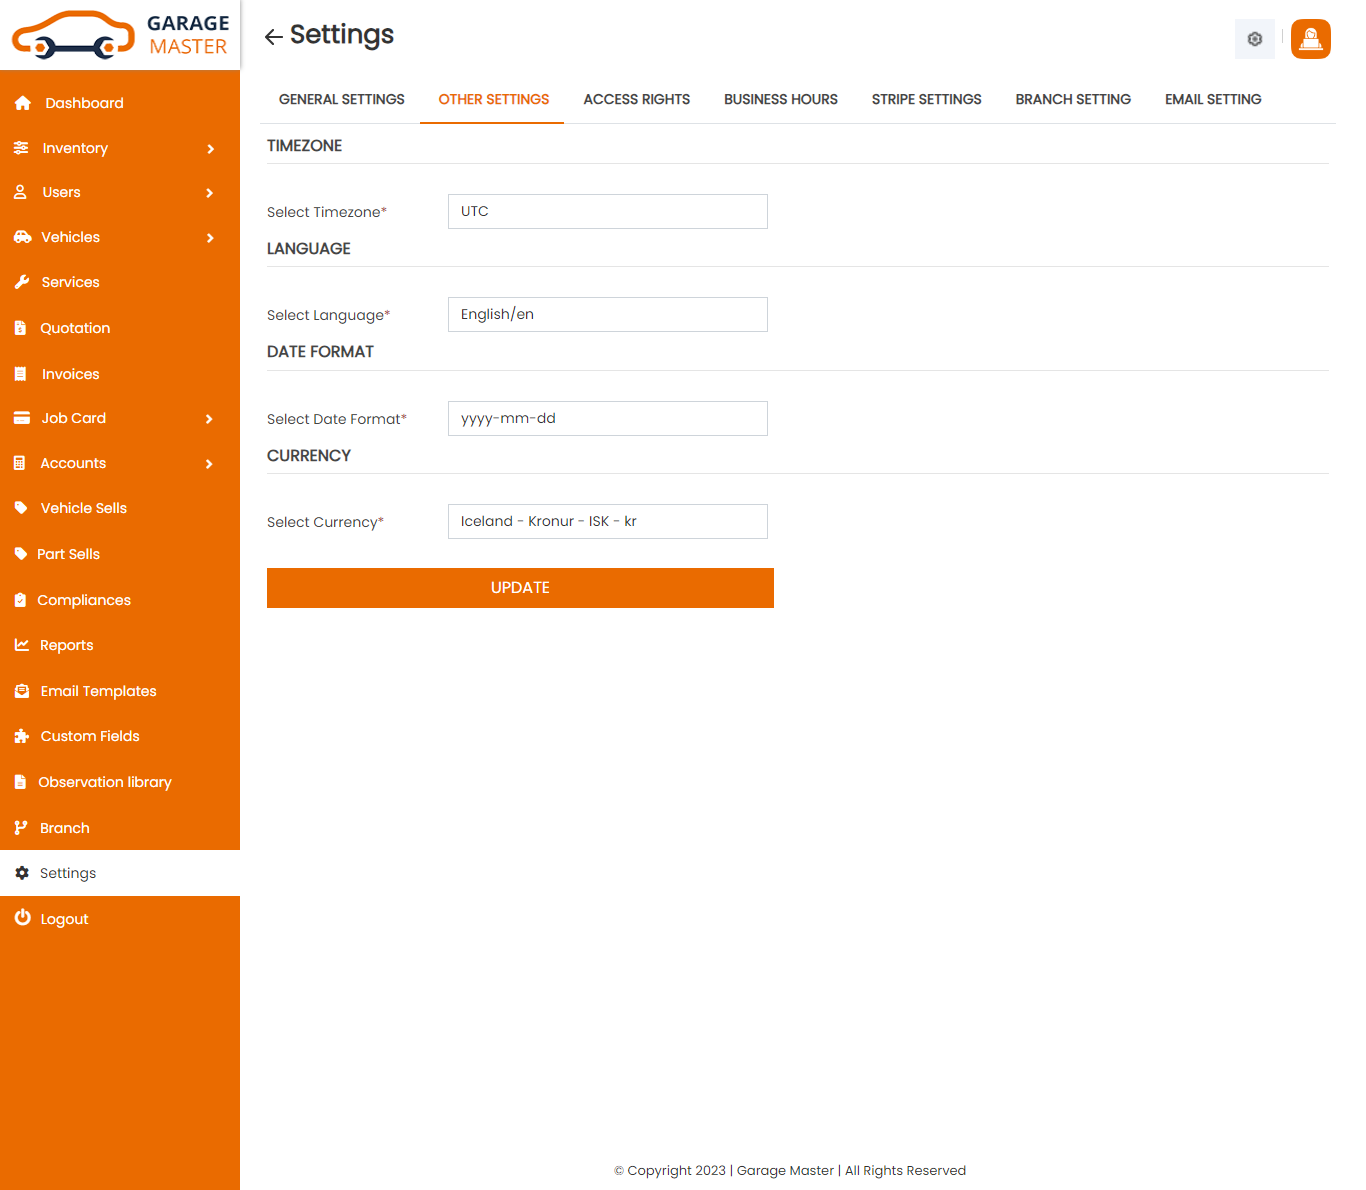 GARAGE
MASTER
Settings
Dashboard
Inventory
Users
Vehicles
Services
Quotation
Invoices
Job Card
Accounts
Vehicle Sells
Part Sells
Compliances
Reports
Email Templates
Custom Fields
Observation library
Branch
Settings
Logout
GENERAL SETTINGS OTHER SETTINGS ACCESS RIGHTS BUSINESS HOURS STRIPE SETTINGS BRANCH SETTING EMAIL SETTING
TIMEZONE
Select Timezone* UTC
LANGUAGE
Select Language* English/en
DATE FORMAT
Select Date Format* yyyy-mm-dd
CURRENCY
Select Currency* Iceland - Kronur - ISK - kr
UPDATE
© Copyright 2023 | Garage Master | All Rights Reserved